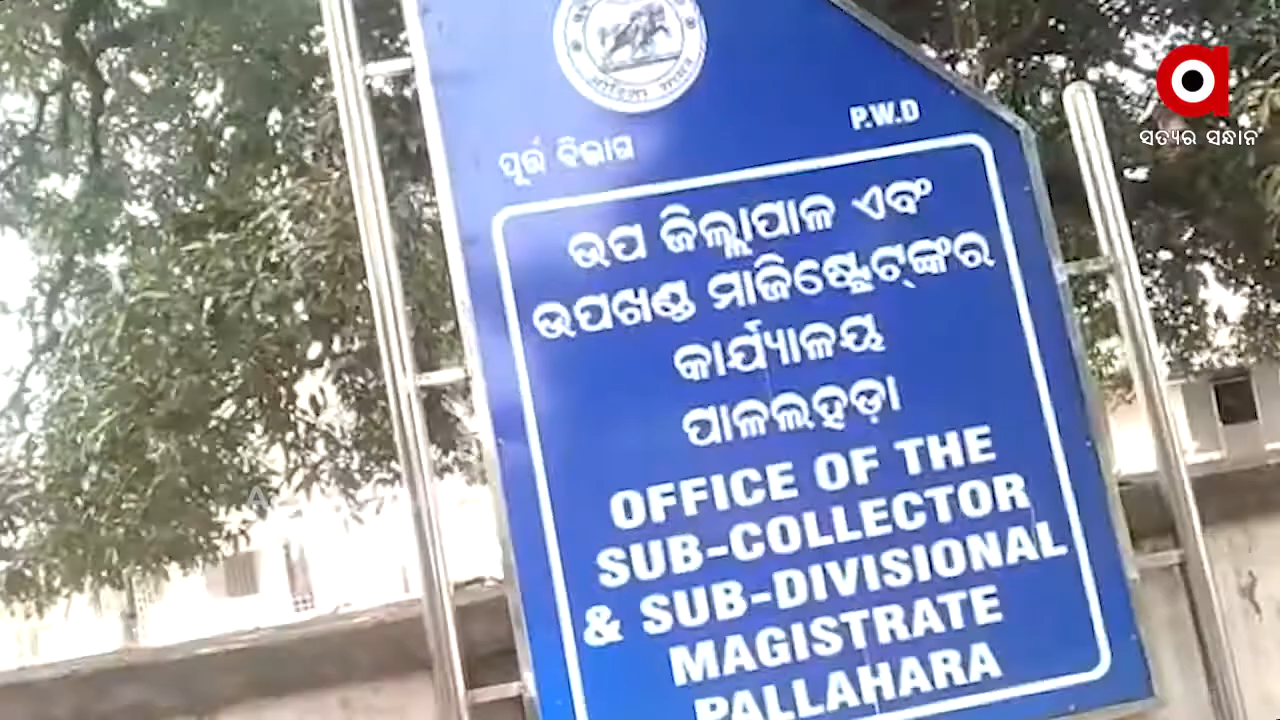 ସତ୍ୟର ସନ୍ଧାନ
ପୂର୍ତ୍ତ ବିଭାଗ
P.W.D
ଉପ ଜିଲ୍ଲାପାଳ ଏବଂ
ଉପଖଣ୍ଡ ମାଜିଷ୍ଟ୍ରେଟ୍‌ଙ୍କର
କାର୍ଯ୍ୟାଳୟ
ପାଲଲହଡ଼ା
OFFICE OF THE
SUB-COLLECTOR
& SUB-DIVISIONAL
MAGISTRATE
PALLAHARA